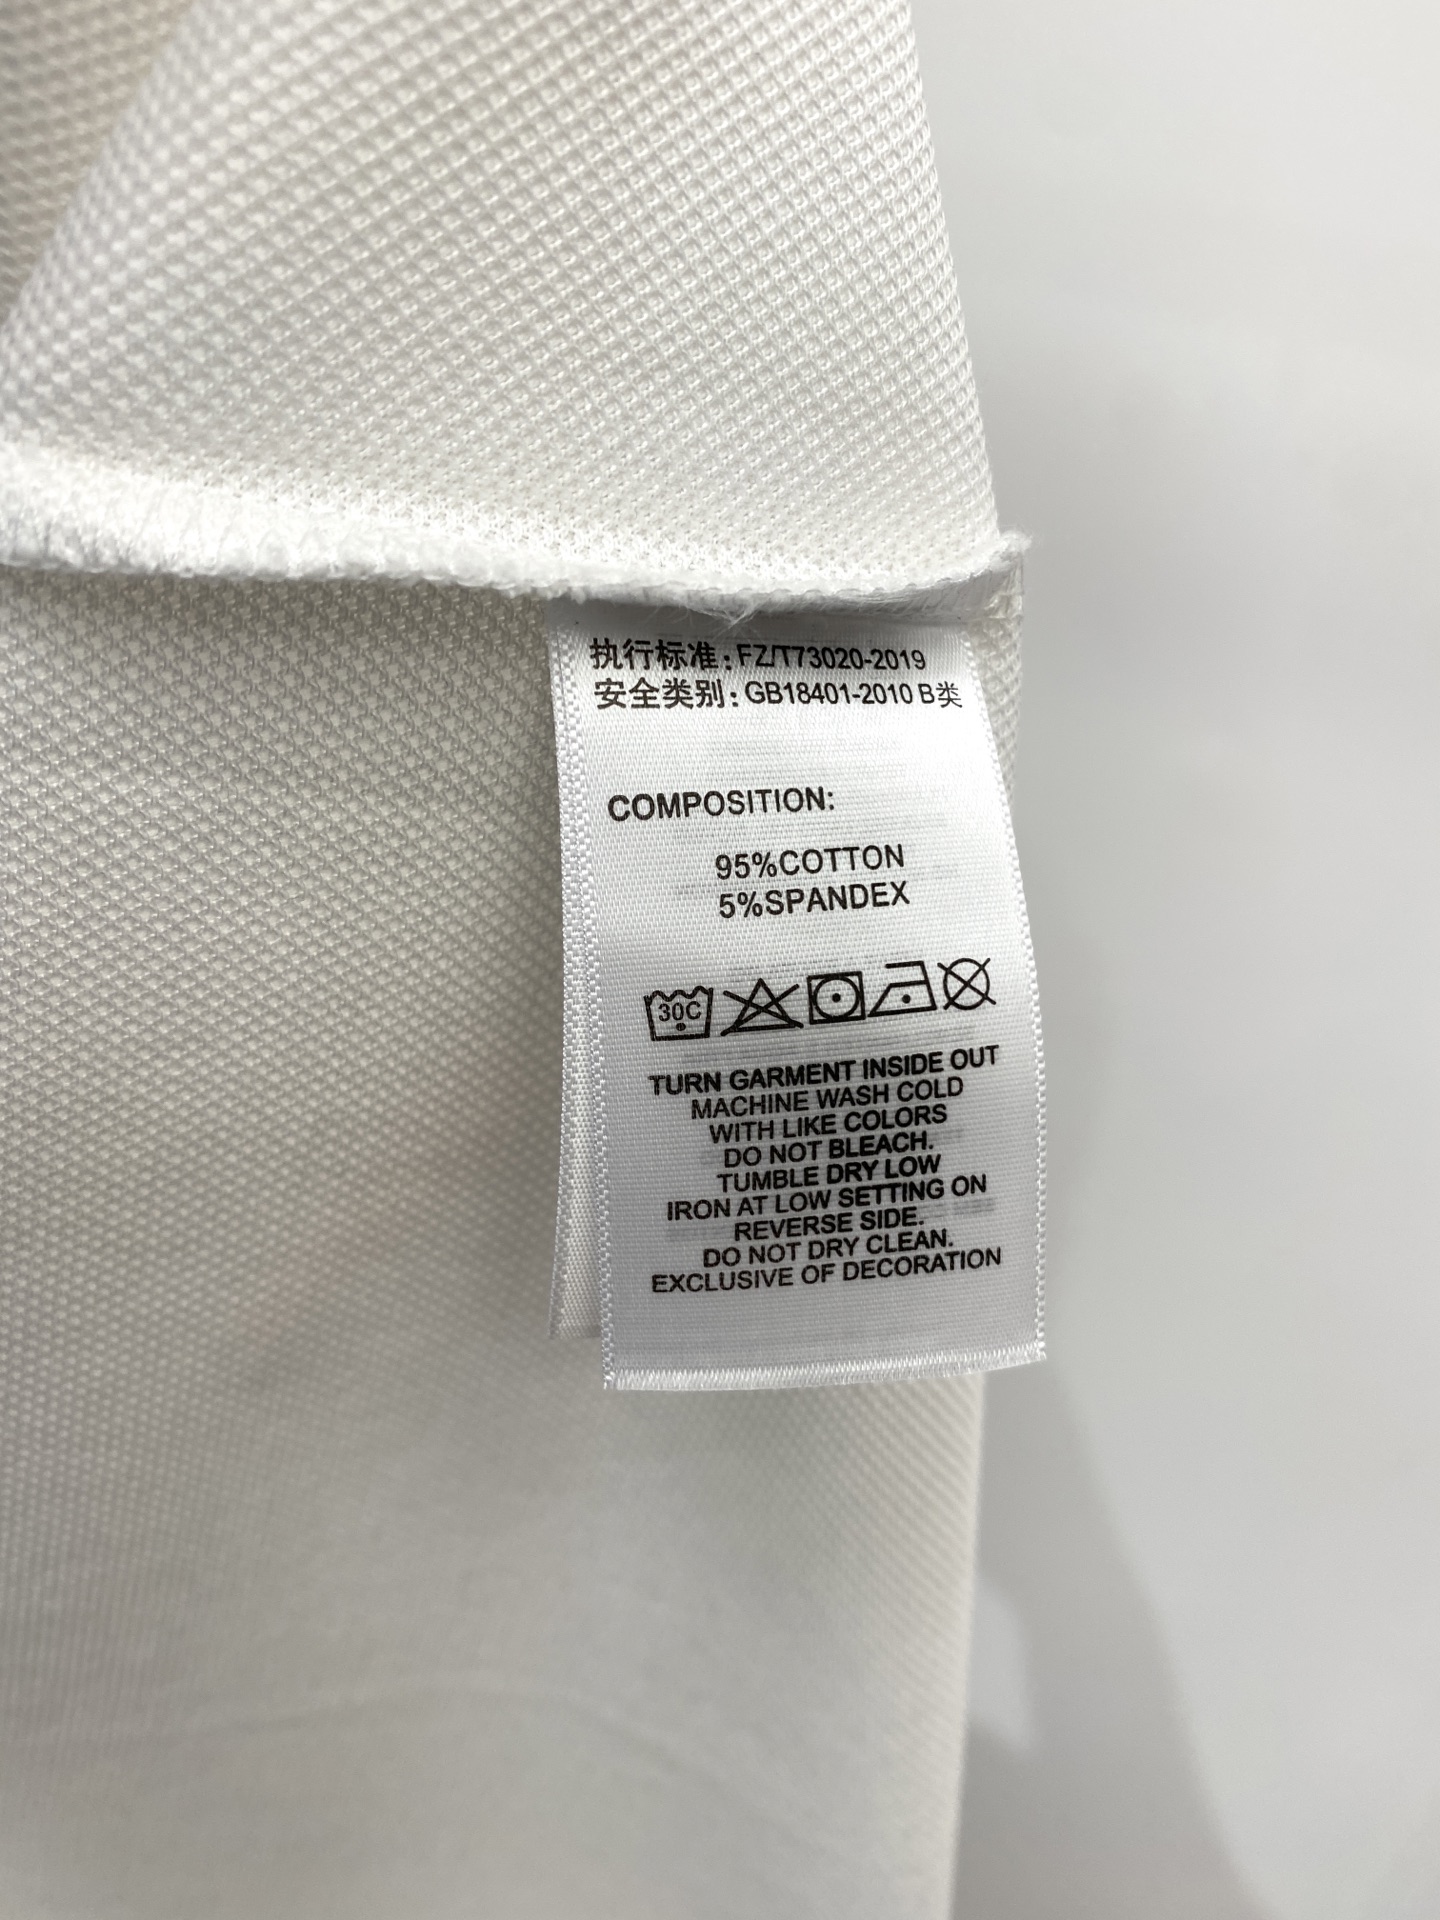 执行标准: FZ/T73020-2019
安全类别: GB18401-2010 B类
COMPOSITION:
95%COTTON
5%SPANDEX
30C
TURN GARMENT INSIDE OUT
MACHINE WASH COLD
WITH LIKE COLORS
DO NOT BLEACH.
TUMBLE DRY LOW
IRON AT LOW SETTING ON
REVERSE SIDE.
DO NOT DRY CLEAN.
EXCLUSIVE OF DECORATION